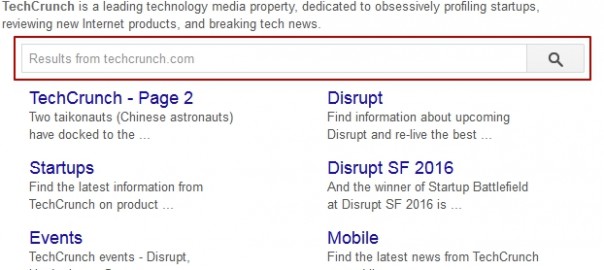 TechCrunch is a leading technology media property, dedicated to obsessively profiling startups,
reviewing new Internet products, and breaking tech news.
Results from techcrunch.com
TechCrunch - Page 2
Two taikonauts (Chinese astronauts)
have docked to the ...
Disrupt
Find information about upcoming
Disrupt and re-live the best ...
Startups
Find the latest information from
TechCrunch on product ...
Disrupt SF 2016
And the winner of Startup Battlefield
at Disrupt SF 2016 is ...
Events
TechCrunch events - Disrupt,
Mobile
Find the latest news from TechCrunch